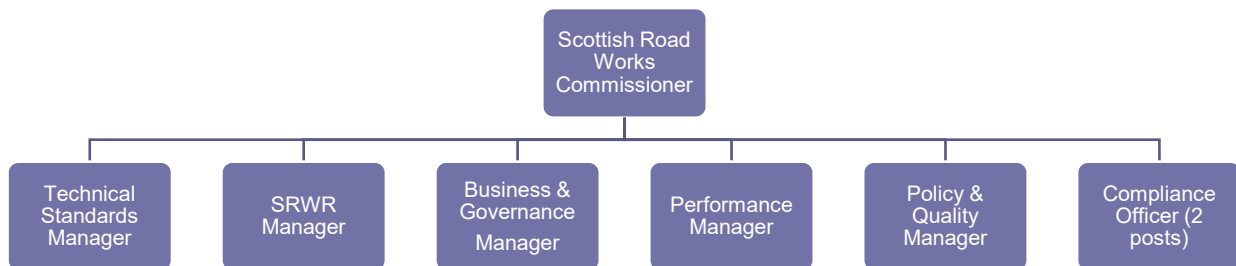 Scottish Road
Works
Commissioner
Technical
Standards
Manager
SRWR
Manager
Business &
Governance
Manager
Performance
Manager
Policy &
Quality
Manager
Compliance
Officer (2
posts)